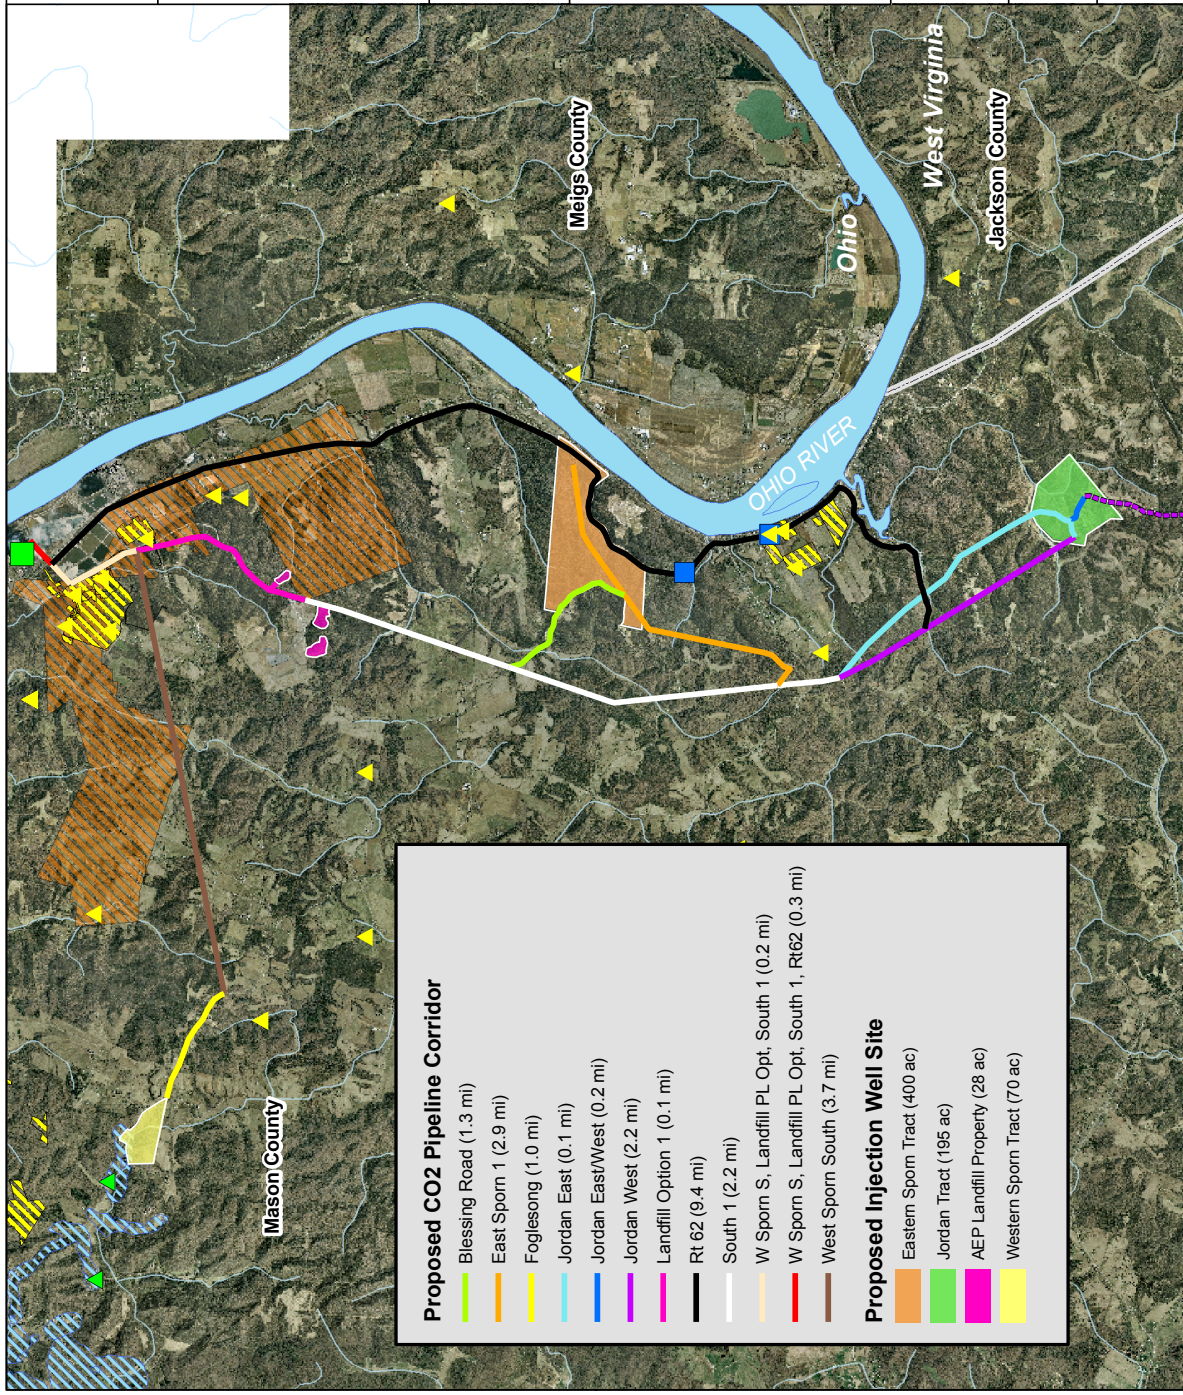 West Virginia
Jackson County
Ohio
Meigs County
OHIO RIVER
Mason County
Proposed CO2 Pipeline Corridor
Blessing Road (1.3 mi)
East Sporn 1 (2.9 mi)
Foglesong (1.0 mi)
Jordan East (0.1 mi)
Jordan East/West (0.2 mi)
Jordan West (2.2 mi)
Landfill Option 1 (0.1 mi)
Rt 62 (9.4 mi)
South 1 (2.2 mi)
W Sporn S, Landfill PL Opt, South 1 (0.2 mi)
W Sporn S, Landfill PL Opt, South 1, Rt62 (0.3 mi)
West Sporn South (3.7 mi)
Proposed Injection Well Site
Eastern Sporn Tract (400 ac)
Jordan Tract (195 ac)
AEP Landfill Property (28 ac)
Western Sporn Tract (70 ac)